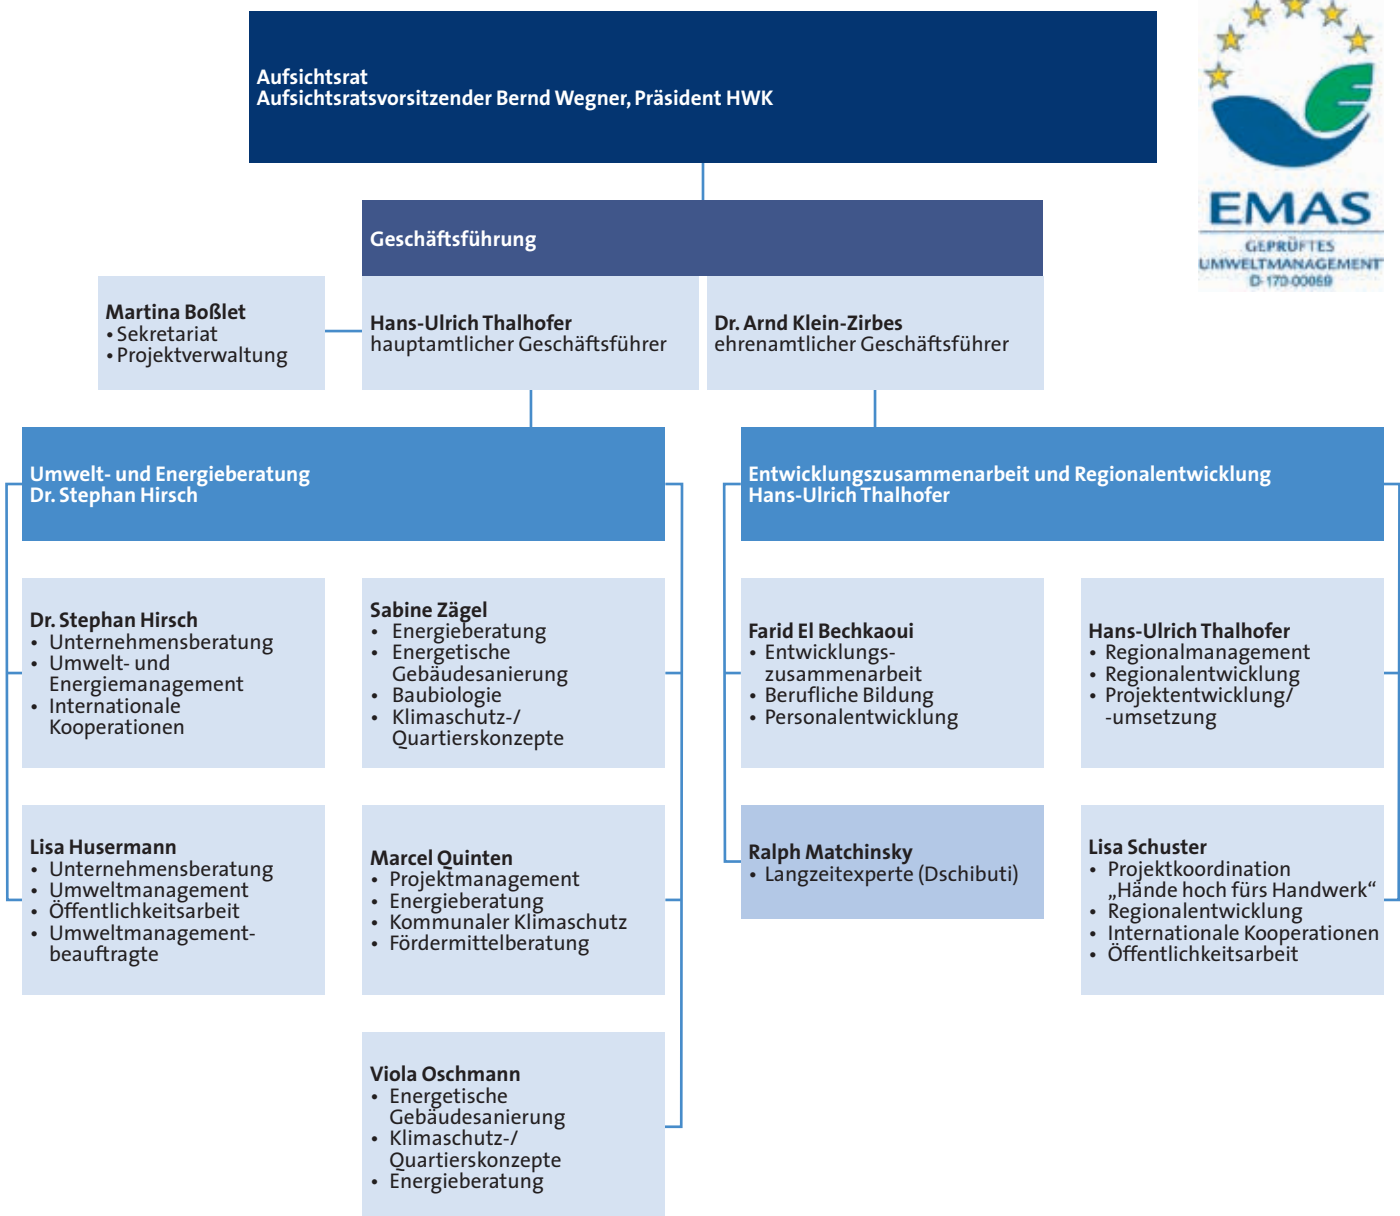 Aufsichtsrat
Aufsichtsratsvorsitzender Bernd Wegner, Präsident HWK
EMAS
GEPRÜFTES
UMWELTMANAGEMENT
Geschäftsführung
Martina Boßlet
• Sekretariat
• Projektverwaltung
Hans-Ulrich Thalhofer
hauptamtlicher Geschäftsführer
Dr. Arnd Klein-Zirbes
ehrenamtlicher Geschäftsführer
Umwelt- und Energieberatung
Dr. Stephan Hirsch
Dr. Stephan Hirsch
• Unternehmensberatung
• Umwelt- und
Energiemanagement
• Internationale
Kooperationen
Sabine Zägel
• Energieberatung
• Energetische
Gebäudesanierung
• Baubiologie
• Klimaschutz-/
Quartierskonzepte
Lisa Husermann
• Unternehmensberatung
• Umweltmanagement
• Öffentlichkeitsarbeit
• Umweltmanagement-
beauftragte
Marcel Quinten
• Projektmanagement
• Energieberatung
• Kommunaler Klimaschutz
• Fördermittelberatung
Viola Oschmann
• Energetische
Gebäudesanierung
• Klimaschutz-/
Quartierskonzepte
• Energieberatung
Entwicklungszusammenarbeit und Regionalentwicklung
Hans-Ulrich Thalhofer
Farid El Bechkaoui
• Entwicklungs-
zusammenarbeit
• Berufliche Bildung
• Personalentwicklung
Hans-Ulrich Thalhofer
• Regionalmanagement
• Regionalentwicklung
• Projektentwicklung/
-umsetzung
Ralph Matchinsky
• Langzeitexperte (Dschibuti)
Lisa Schuster
• Projektkoordination
„Hände hoch fürs Handwerk“
• Regionalentwicklung
• Internationale Kooperationen
• Öffentlichkeitsarbeit